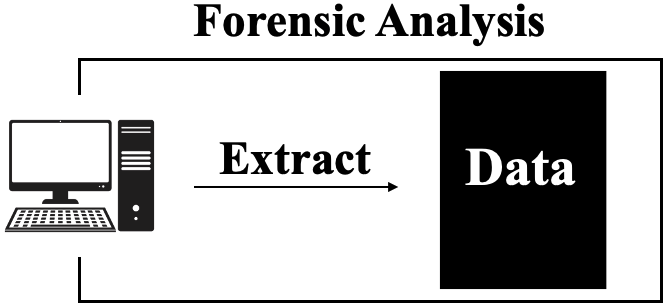 Forensic Analysis
Extract
Data